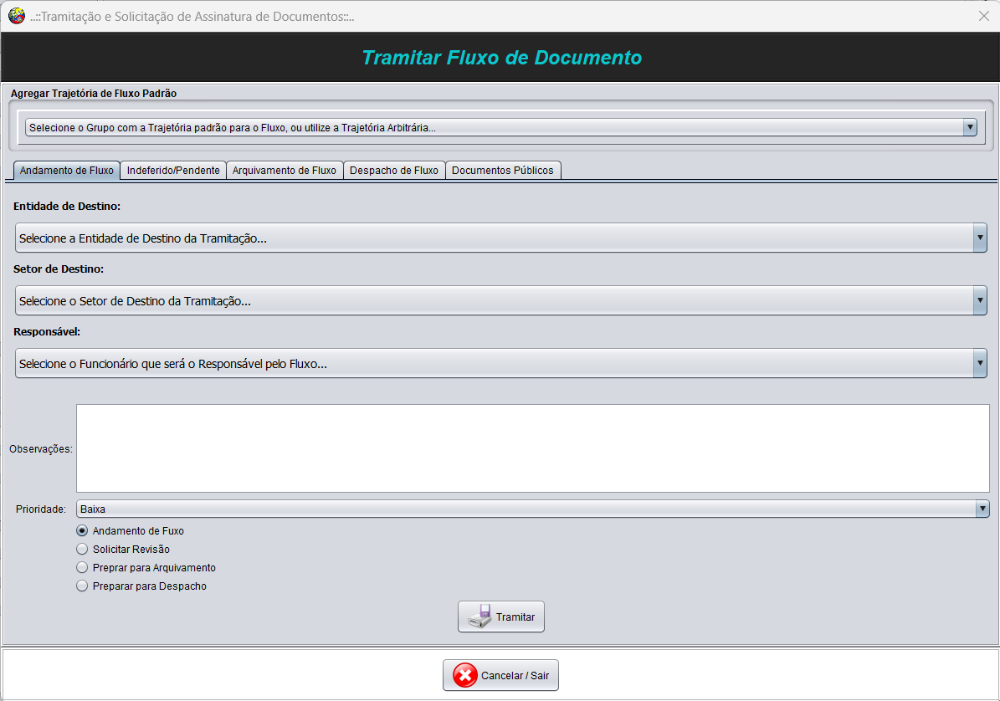 ..::Tramitação e Solicitação de Assinatura de Documentos::..
Tramitar Fluxo de Documento
Agregar Trajetória de Fluxo Padrão
Selecione o Grupo com a Trajetória padrão para o Fluxo, ou utilize a Trajetória Arbitrária...
Andamento de Fluxo Indeferido/Pendente Arquivamento de Fluxo Despacho de Fluxo Documentos Públicos
Entidade de Destino:
Selecione a Entidade de Destino da Tramitação...
Setor de Destino:
Selecione o Setor de Destino da Tramitação...
Responsável:
Selecione o Funcionário que será o Responsável pelo Fluxo...
Observações:
Prioridade: Baixa
Andamento de Fuxo
Solicitar Revisão
Preprar para Arquivamento
Preparar para Despacho
Tramitar
Cancelar / Sair